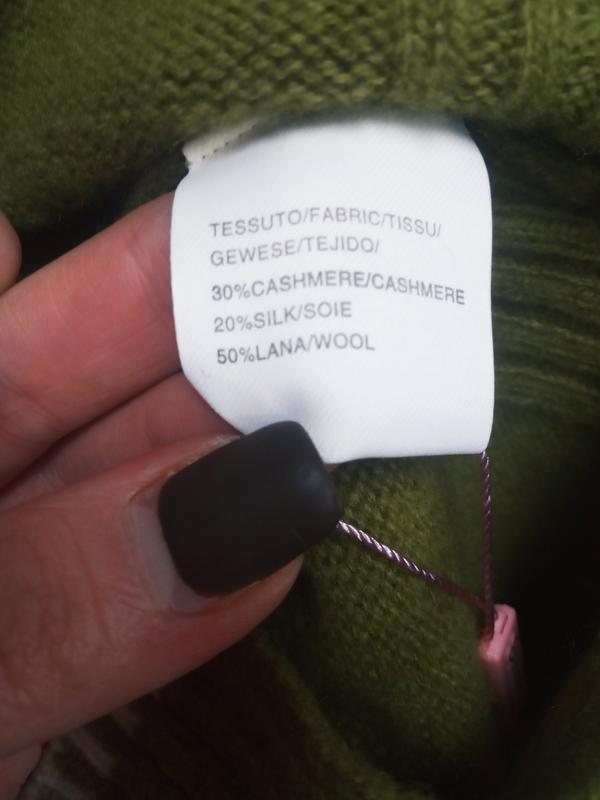 TESSUTO/FABRIC/TISSU/
GEWESE/TEJIDO/
30%CASHMERE/CASHMERE
20%SILK/SOIE
50%LANA/WOOL